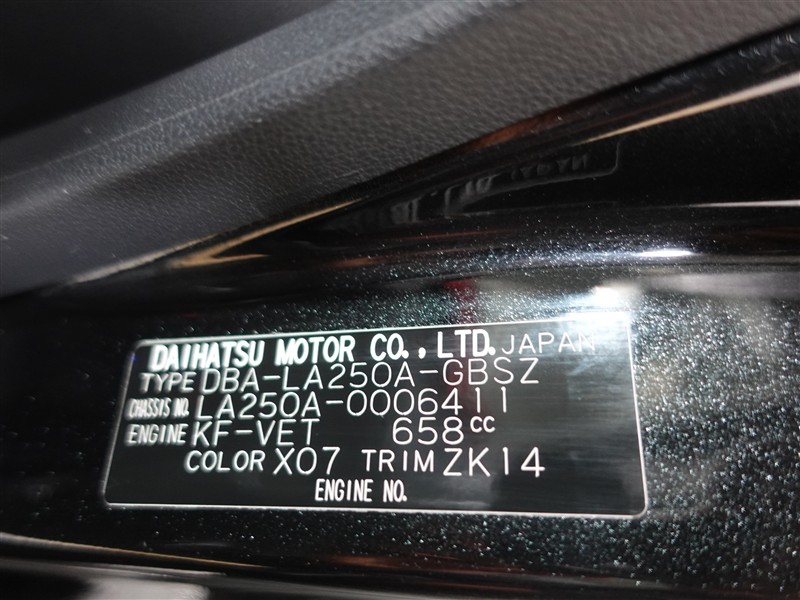 DAIHATSU MOTOR CO.,LTD. JAPAN
TYPE DBA-LA250A-GBSZ
CHASSIS NO. LA250A-0006411
ENGINE KF-VET 658cc
COLOR X07 TRIM ZK14
ENGINE NO.